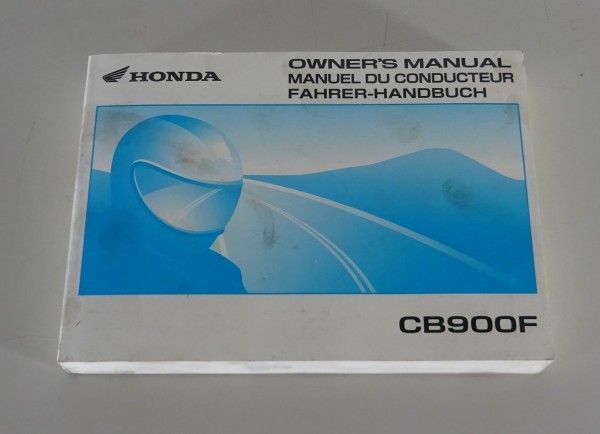 HONDA
OWNER'S MANUAL
MANUEL DU CONDUCTEUR
FAHRER-HANDBUCH
CB900F